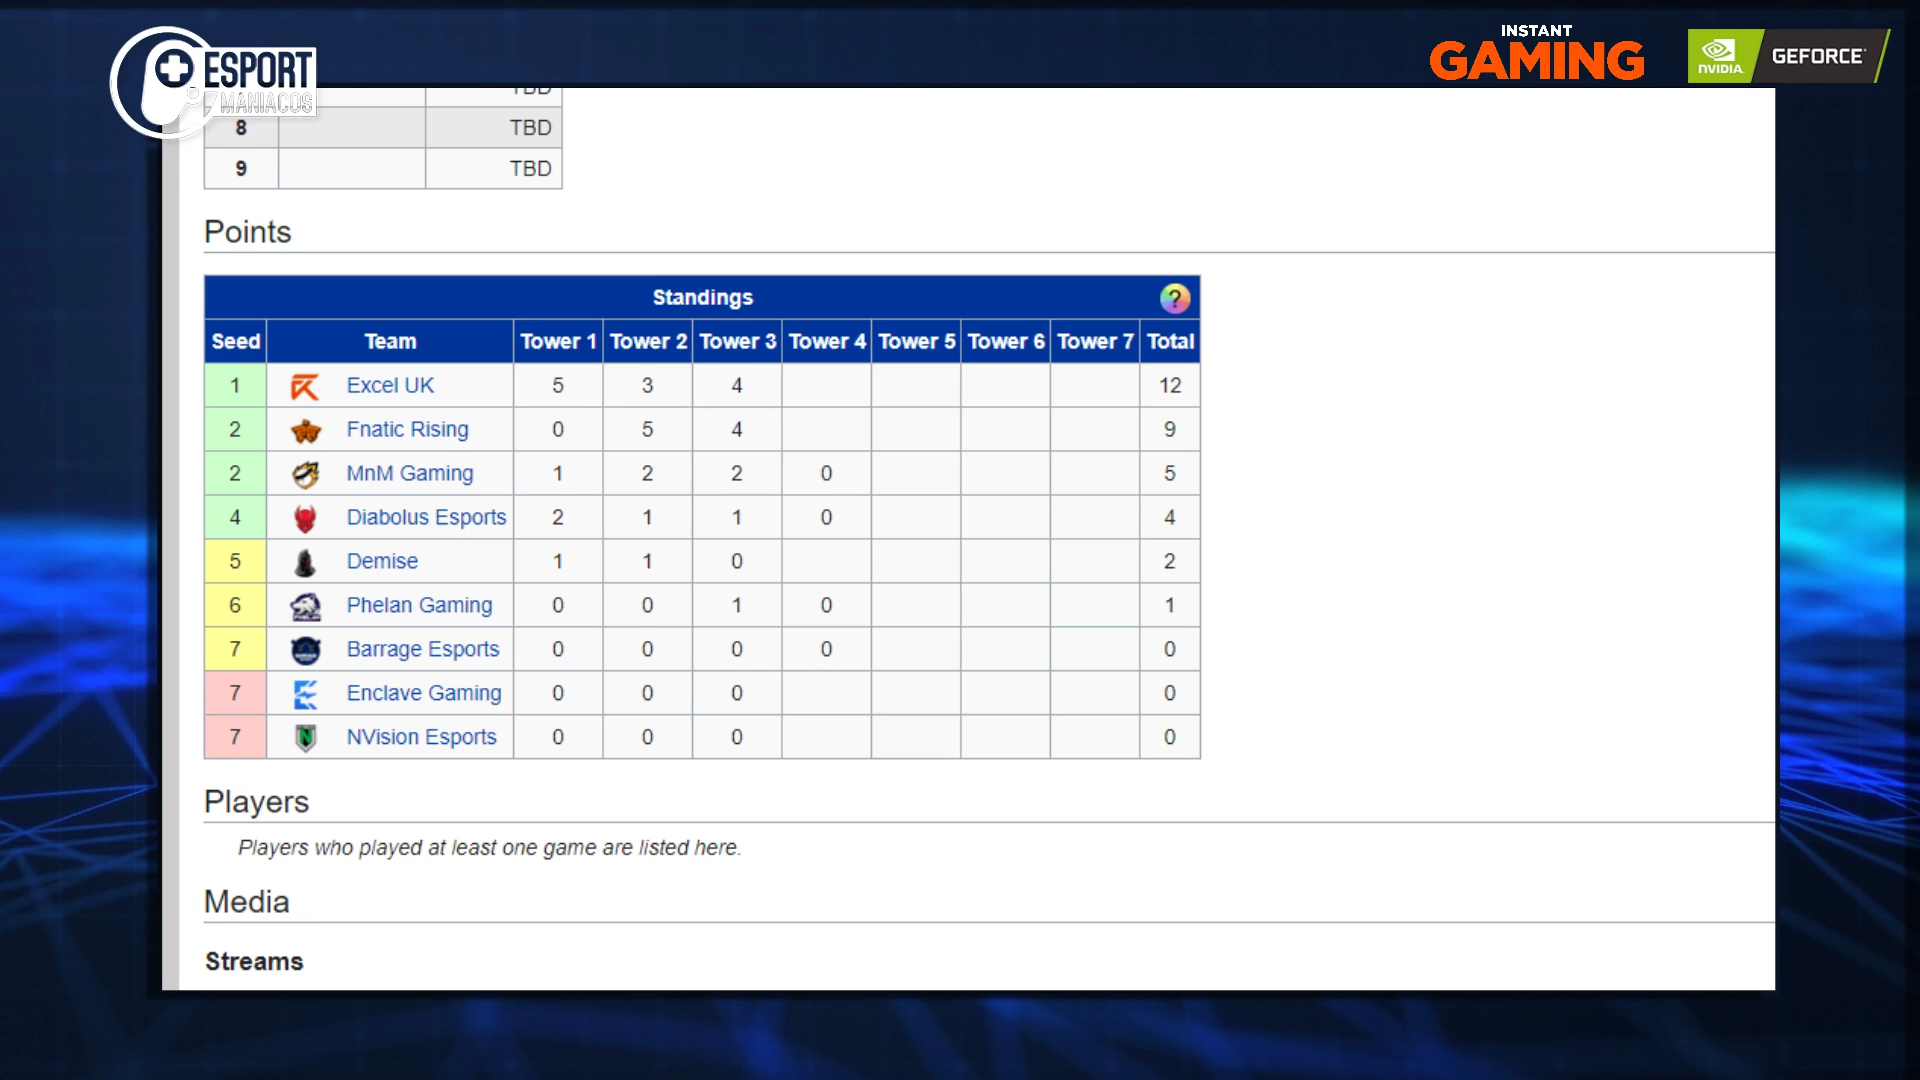 INSTANT
GAMING
NVIDIA.
GEFORCE
ESPORT
MANIACOS
TBD
8 TBD
9 TBD
Points
Standings ?
Seed Team Tower 1 Tower 2 Tower 3 Tower 4 Tower 5 Tower 6 Tower 7 Total
1 Excel UK 5 3 4 12
2 Fnatic Rising 0 5 4 9
2 MnM Gaming 1 2 2 0 5
4 Diabolus Esports 2 1 1 0 4
5 Demise 1 1 0 2
6 Phelan Gaming 0 0 1 0 1
7 Barrage Esports 0 0 0 0 0
7 Enclave Gaming 0 0 0 0
7 NVision Esports 0 0 0 0
Players
Players who played at least one game are listed here.
Media
Streams